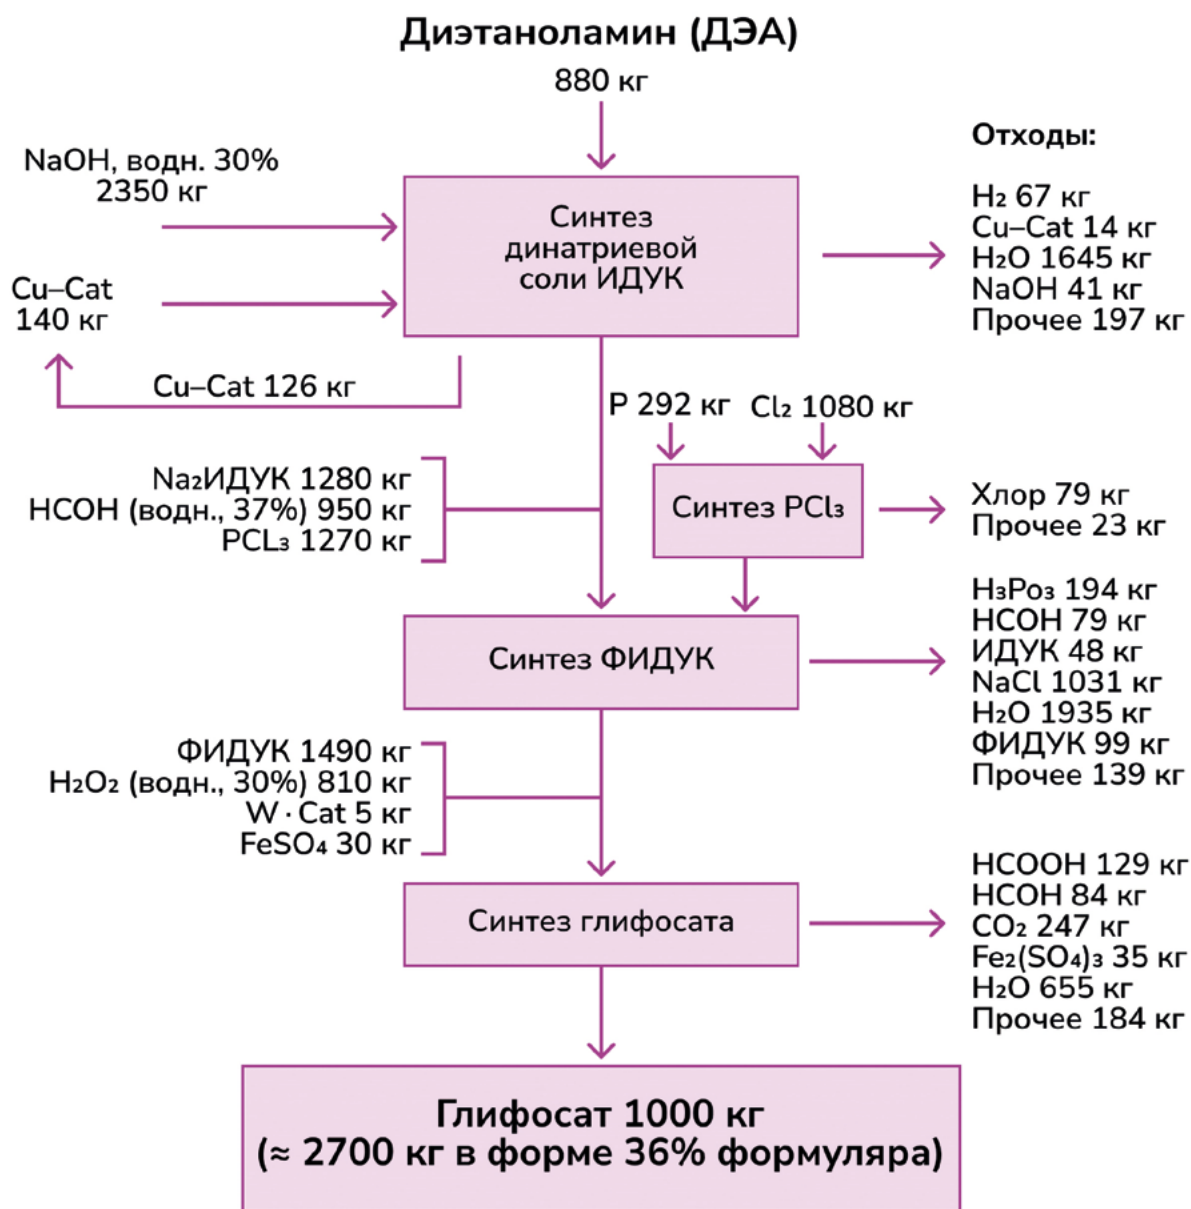 Диэтаноламин (ДЭА)
880 кг
NaOH, водн. 30%
2350 кг
Cu–Cat
140 кг
Синтез
динатриевой
соли ИДУК
Отходы:
H₂ 67 кг
Cu–Cat 14 кг
H₂O 1645 кг
NaOH 41 кг
Прочее 197 кг
Cu–Cat 126 кг
P 292 кг
Cl₂ 1080 кг
Na₂ИДУК 1280 кг
HCOH (водн., 37%) 950 кг
PCL₃ 1270 кг
Синтез PCl₃
Хлор 79 кг
Прочее 23 кг
Синтез ФИДУК
H₃Po₃ 194 кг
HCOH 79 кг
ИДУК 48 кг
NaCl 1031 кг
H₂O 1935 кг
ФИДУК 99 кг
Прочее 139 кг
ФИДУК 1490 кг
H₂O₂ (водн., 30%) 810 кг
W · Cat 5 кг
FeSO₄ 30 кг
Синтез глифосата
HCOOH 129 кг
HCOH 84 кг
CO₂ 247 кг
Fe₂(SO₄)₃ 35 кг
H₂O 655 кг
Прочее 184 кг
Глифосат 1000 кг
(≈ 2700 кг в форме 36% формуляра)